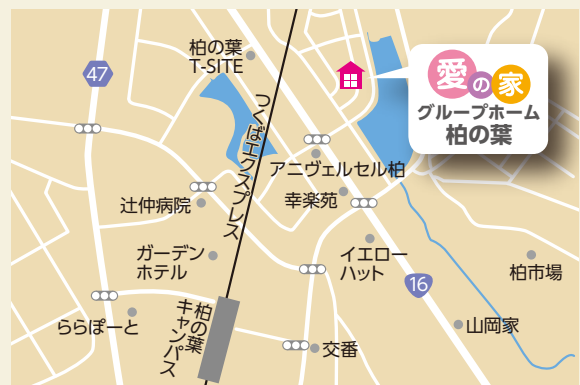 柏の葉
T-SITE
47
愛の家
グループホーム
柏の葉
つくばエクスプレス
アニヴェルセル柏
辻仲病院
幸楽苑
ガーデン
ホテル
イエロー
ハット
柏市場
16
ららぽーと
柏の葉
キャンパス
山岡家
交番